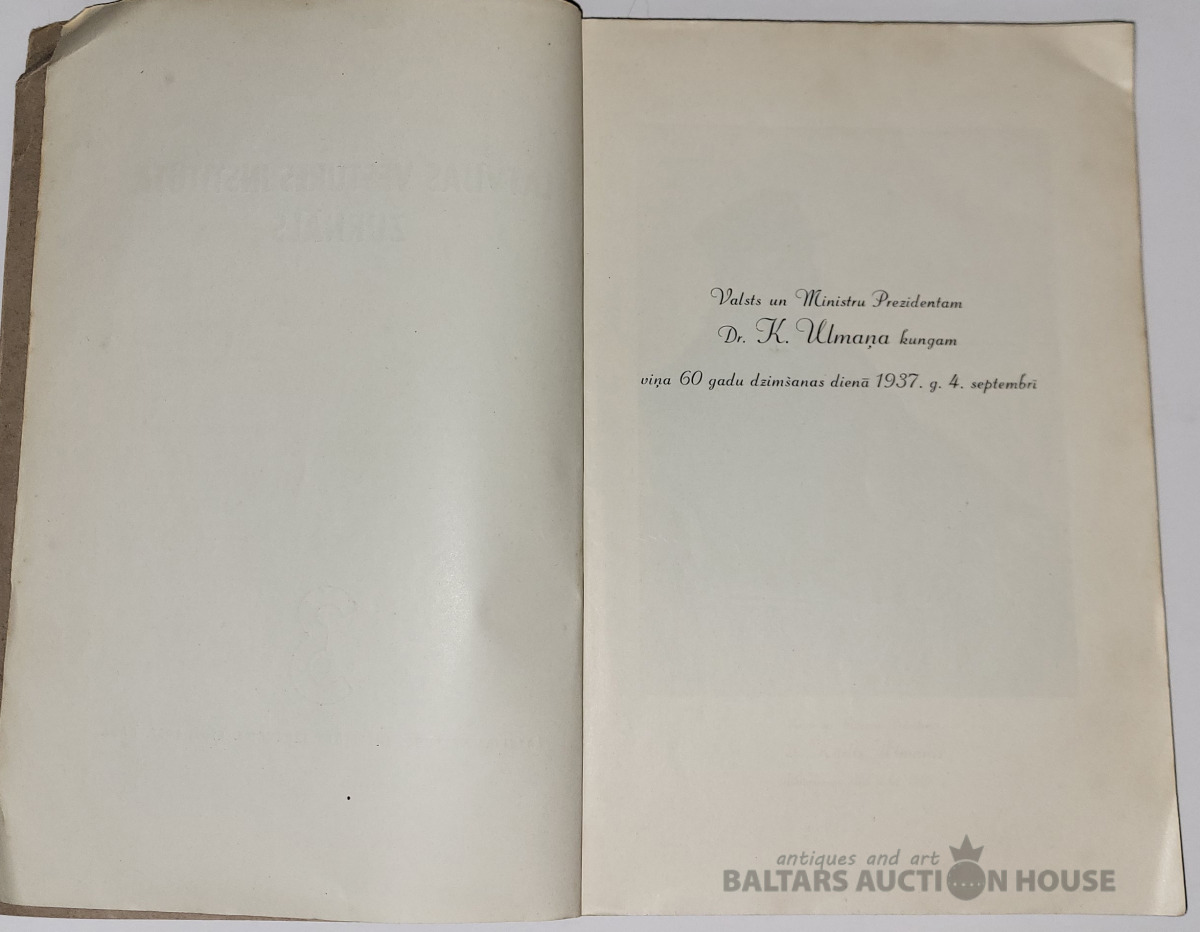 Valsts un Ministru Prezidentam
Dr. K. Ulmaņa kungam
viņa 60 gadu dzimšanas dienā 1937. g. 4. septembrī
antiques and art
BALTARS AUCTION HOUSE